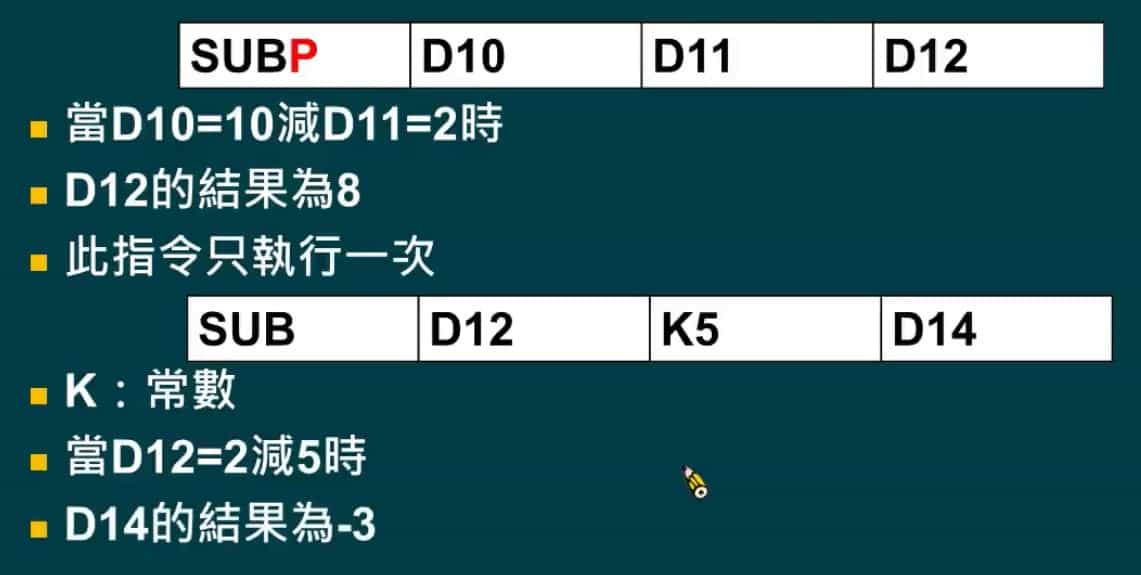 SUBP D10 D11 D12
當D10=10減D11=2時
D12的結果為8
此指令只執行一次
SUB D12 K5 D14
K：常數
當D12=2減5時
D14的結果為-3